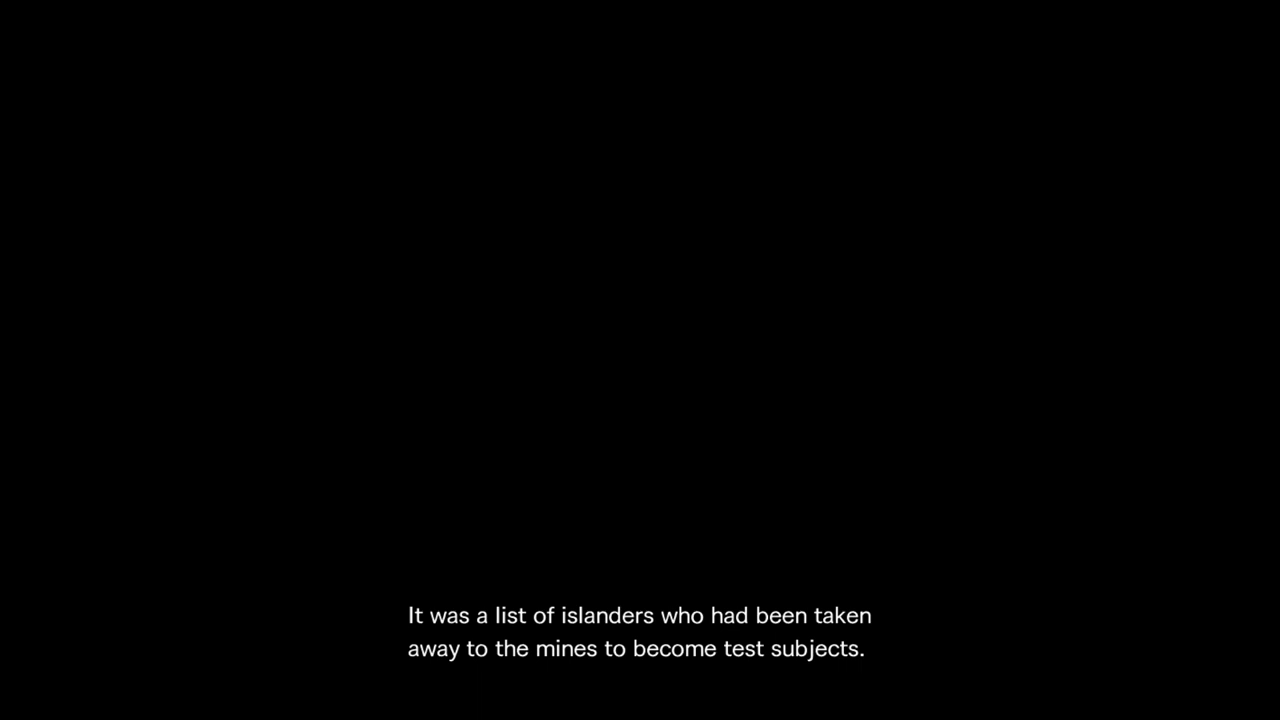 It was a list of islanders who had been taken
away to the mines to become test subjects.